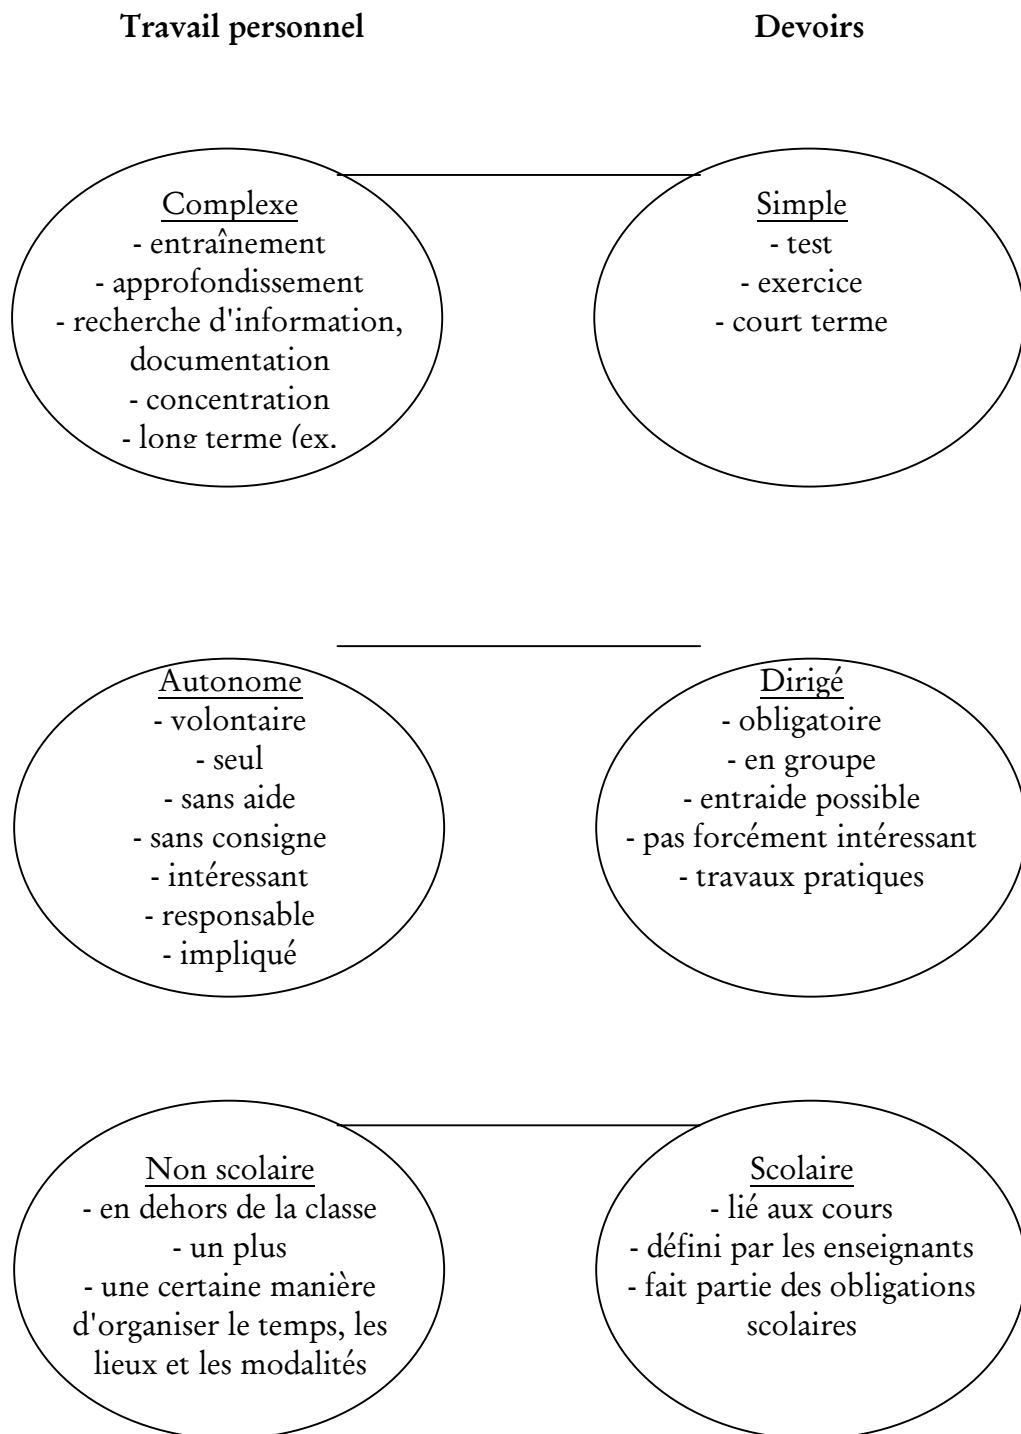 Travail personnel
Devoirs
Complexe
- entraînement
- approfondissement
- recherche d'information,
documentation
- concentration
- long terme (ex.
Simple
- test
- exercice
- court terme
Autonome
- volontaire
- seul
- sans aide
- sans consigne
- intéressant
- responsable
- impliqué
Dirigé
- obligatoire
- en groupe
- entraide possible
- pas forcément intéressant
- travaux pratiques
Non scolaire
- en dehors de la classe
- un plus
- une certaine manière
d'organiser le temps, les
lieux et les modalités
Scolaire
- lié aux cours
- défini par les enseignants
- fait partie des obligations
scolaires